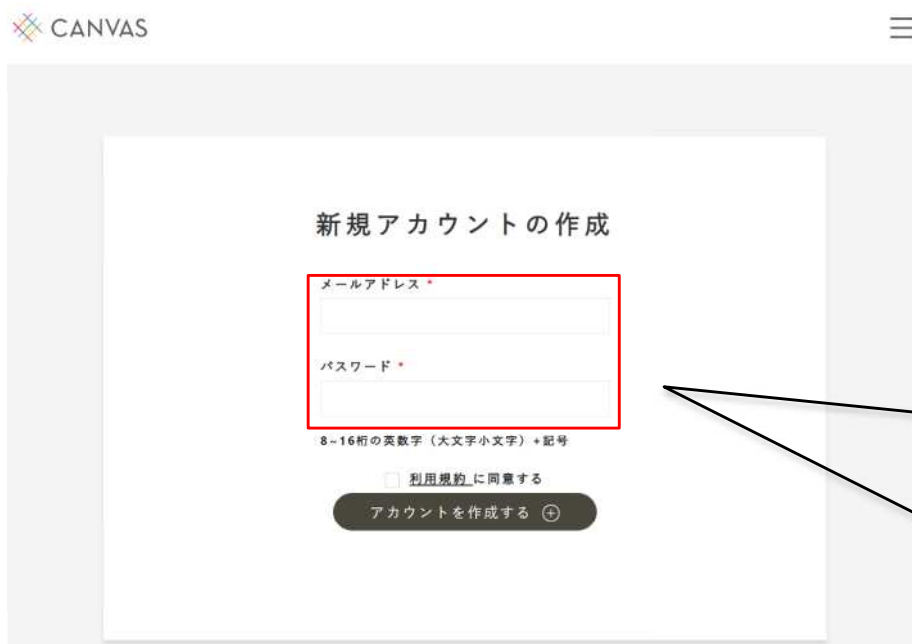 CANVAS
新規アカウントの作成
メールアドレス *
パスワード *
8~16桁の英数字（大文字小文字）+記号
利用規約 に同意する
アカウントを作成する